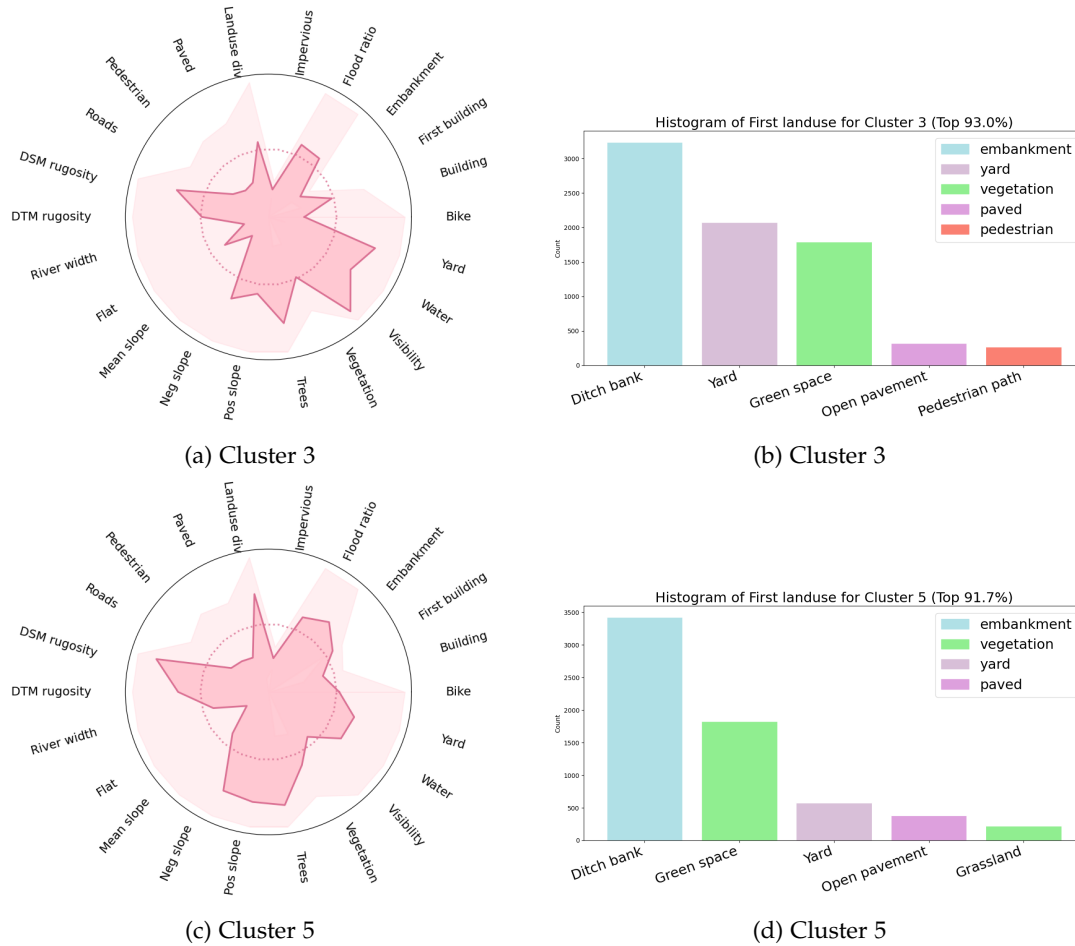 Landuse div
Impervious
Paved
Flood ratio
Pedestrian
Embankment
Roads
First building
DSM rugosity
Building
DTM rugosity
Bike
River width
Yard
Flat
Water
Mean slope
Visibility
Neg slope
Vegetation
Pos slope
Trees
(a) Cluster 3
Histogram of First landuse for Cluster 3 (Top 93.0%)
embankment
yard
vegetation
paved
pedestrian
Count
3000
2500
2000
1500
1000
500
0
Ditch bank
Yard
Green space
Open pavement
Pedestrian path
(b) Cluster 3
Landuse div
Impervious
Paved
Flood ratio
Pedestrian
Embankment
Roads
First building
DSM rugosity
Building
DTM rugosity
Bike
River width
Yard
Flat
Water
Mean slope
Visibility
Neg slope
Vegetation
Pos slope
Trees
(c) Cluster 5
Histogram of First landuse for Cluster 5 (Top 91.7%)
embankment
vegetation
yard
paved
Count
3500
3000
2500
2000
1500
1000
500
0
Ditch bank
Green space
Yard
Open pavement
Grassland
(d) Cluster 5